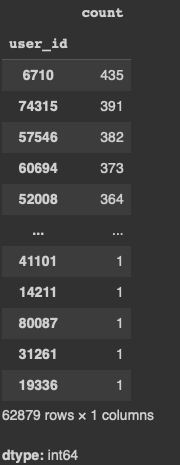 count
user_id
6710 435
74315 391
57546 382
60694 373
52008 364
... ...
41101 1
14211 1
80087 1
31261 1
19336 1
62879 rows × 1 columns
dtype: int64